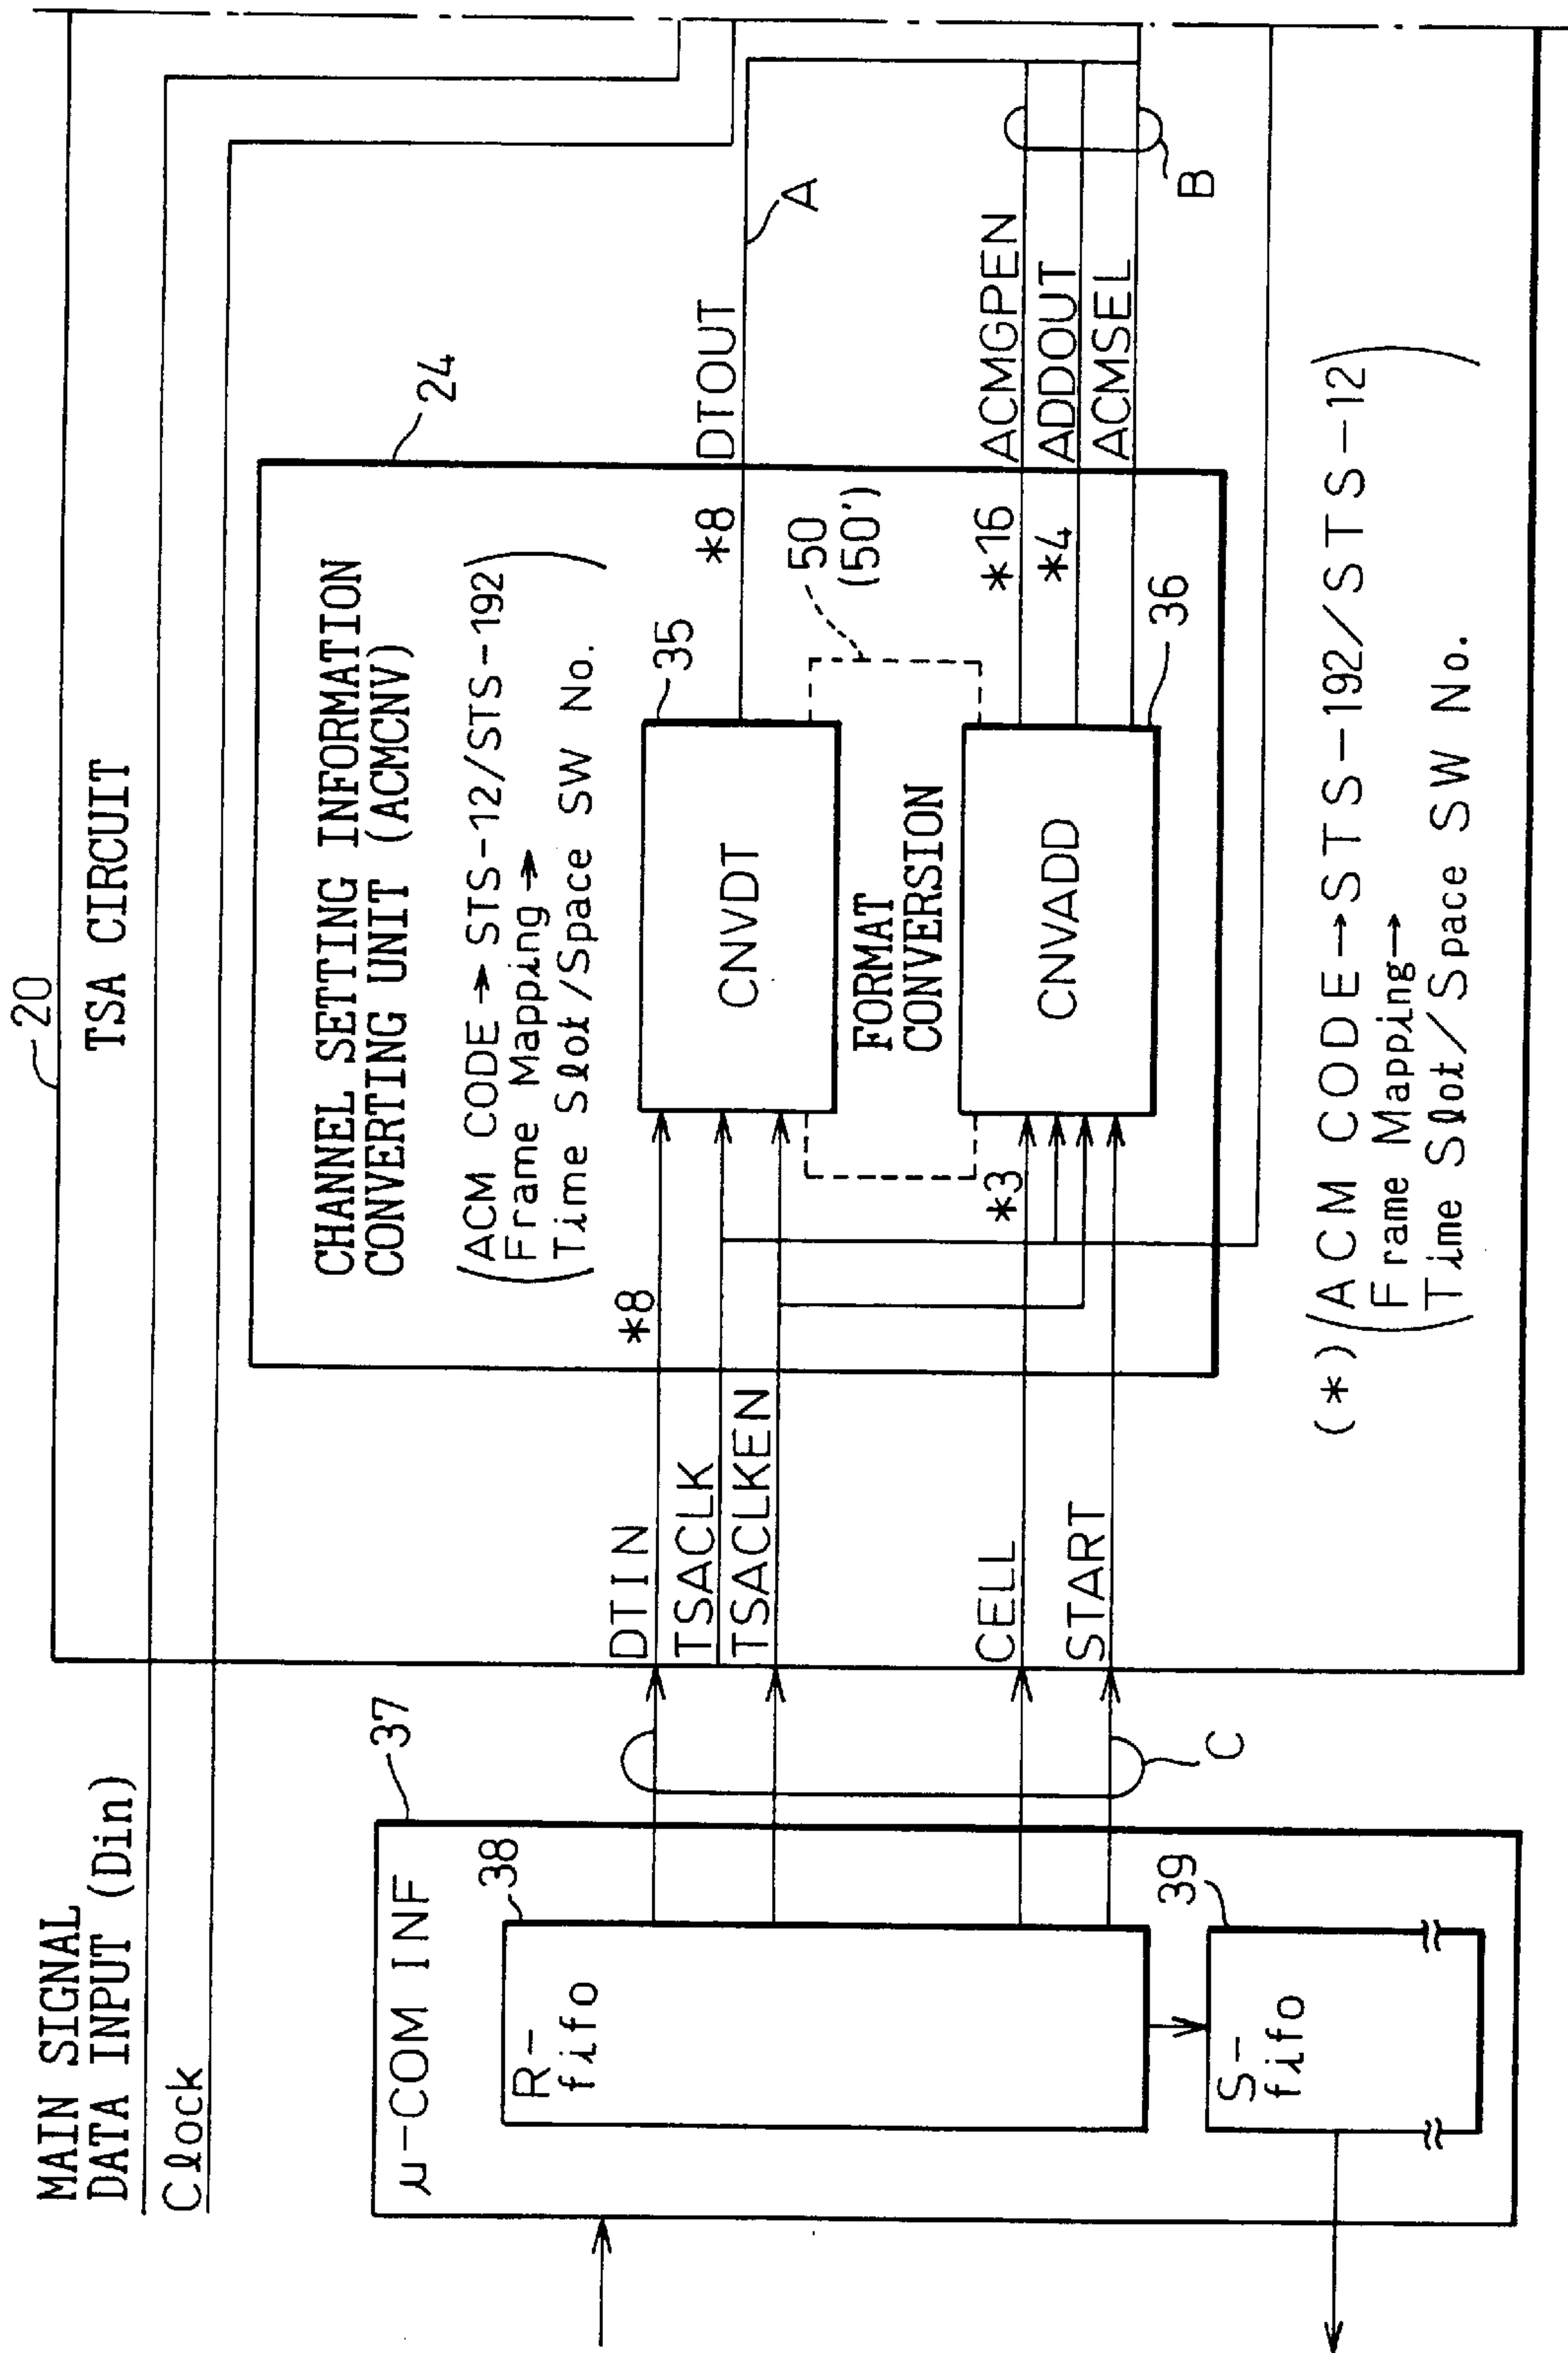 MAIN SIGNAL
DATA INPUT (Din)
Clock
20
TSA CIRCUIT
37
μ-COM INF
38
R-
fifo
39
S-
fifo
C
DTIN
TSACLK
TSACLKEN
CELL
START
24
CHANNEL SETTING INFORMATION
CONVERTING UNIT (ACMCNV)
(ACM CODE → STS-12/STS-192
Frame Mapping →
Time Slot/Space SW No.)
*8
*3
35
CNVDT
FORMAT
CONVERSION
CNVADD
36
50
(50')
*8
*16
*4
DTOUT
ACMGPEN
ADDOUT
ACMSEL
A
B
(*) (ACM CODE → STS-192/STS-12
Frame Mapping →
Time Slot/Space SW No.)